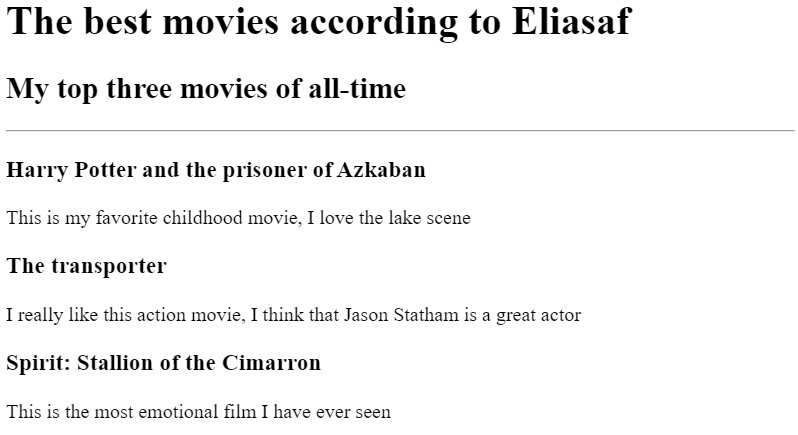 The best movies according to Eliasaf
My top three movies of all-time
Harry Potter and the prisoner of Azkaban
This is my favorite childhood movie, I love the lake scene
The transporter
I really like this action movie, I think that Jason Statham is a great actor
Spirit: Stallion of the Cimarron
This is the most emotional film I have ever seen